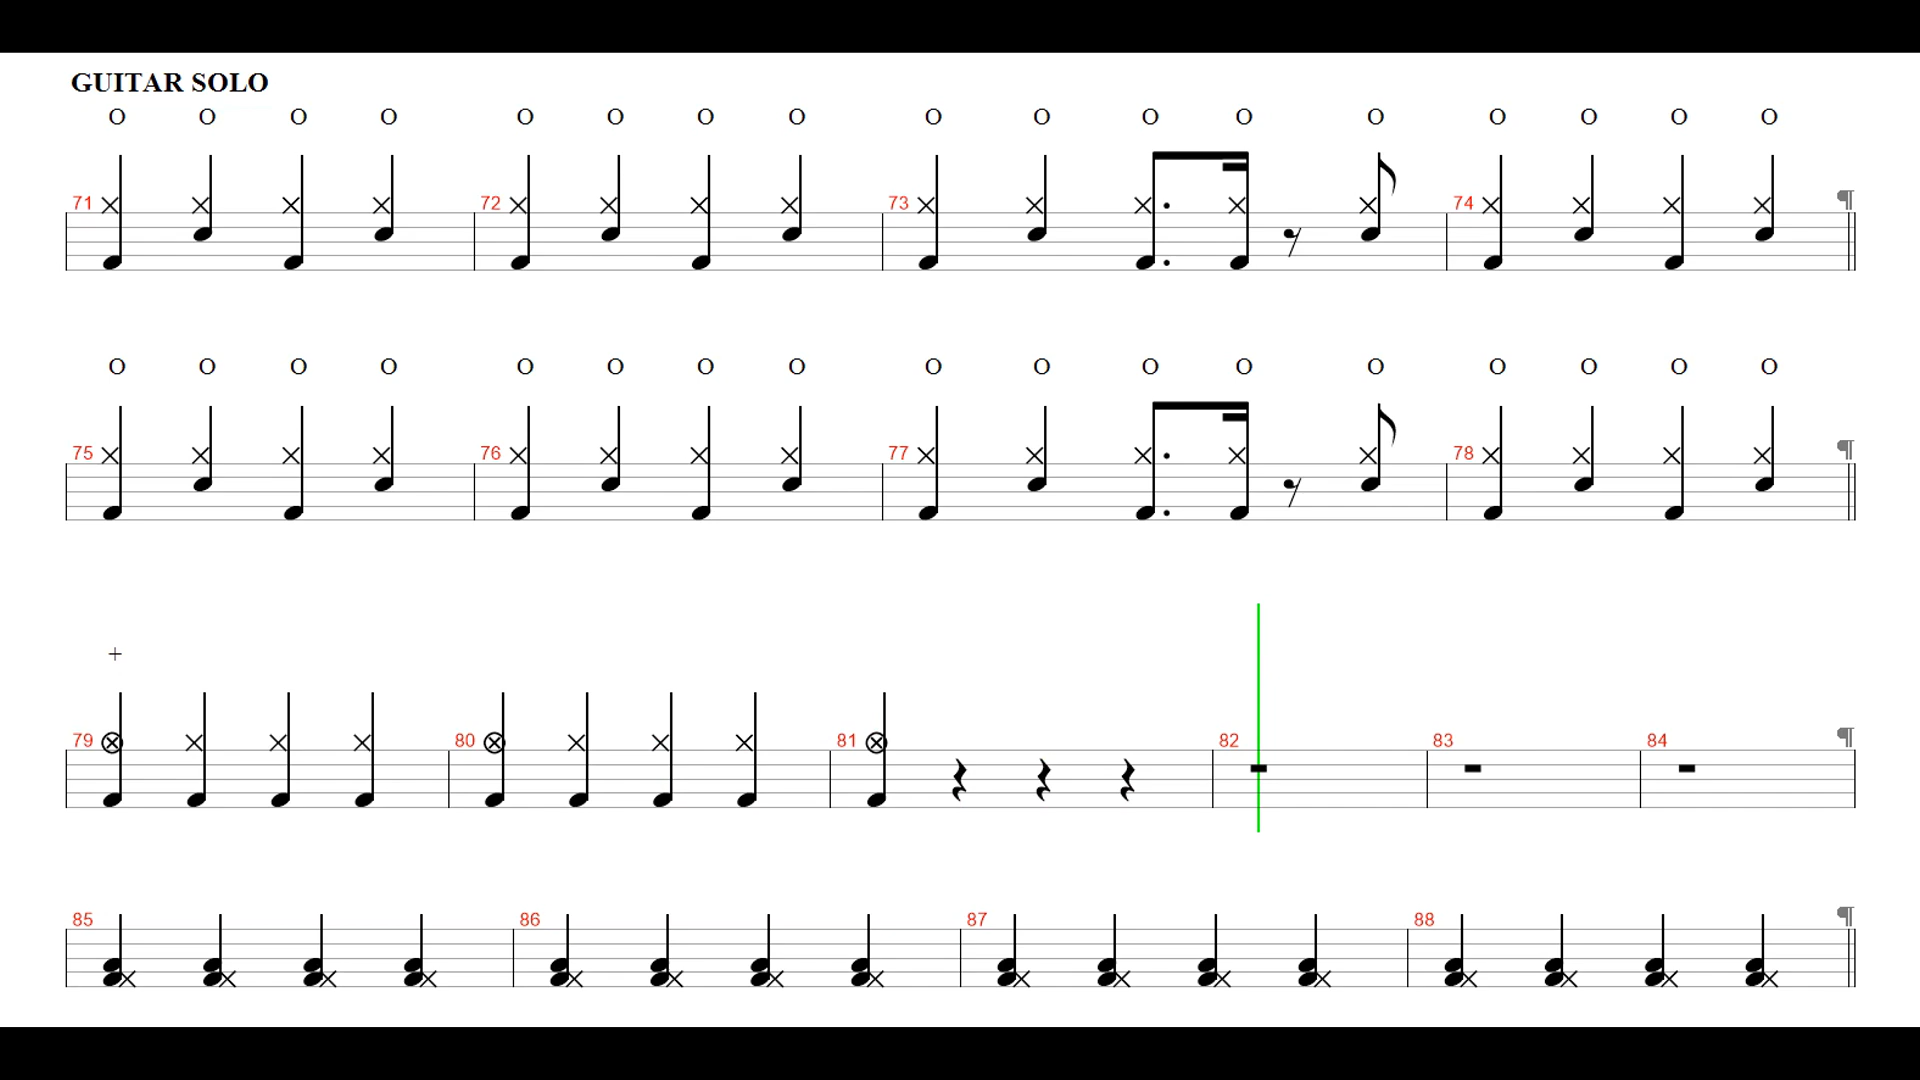 GUITAR SOLO
O O O O O O O O O O O O O O O O O
71 72 73 74 ¶
O O O O O O O O O O O O O O O O O
75 76 77 78 ¶
+
79 80 81 82 83 84 ¶
85 86 87 88 ¶